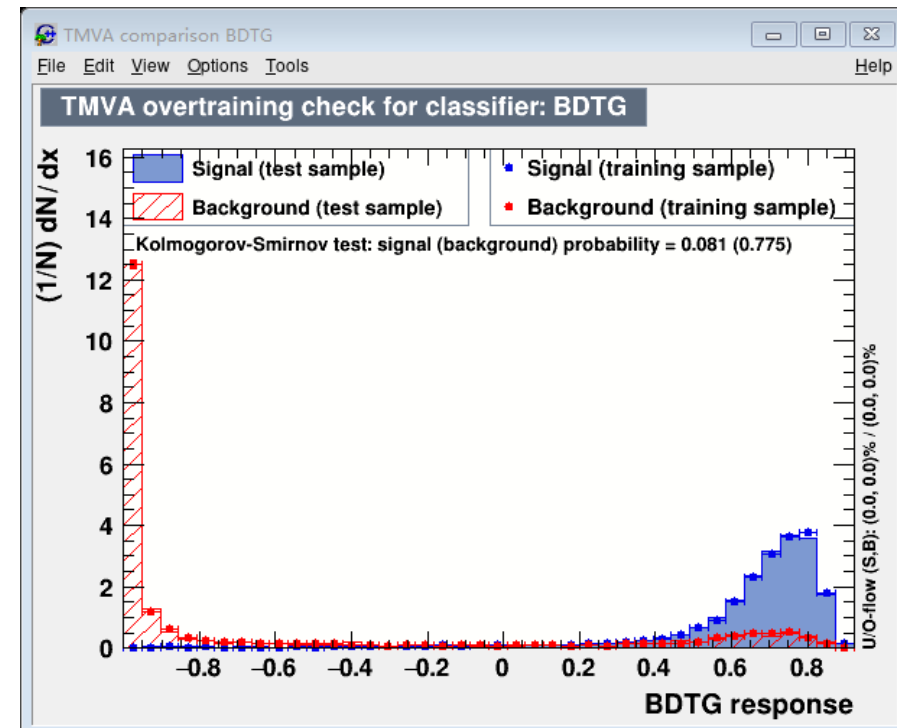 TMVA comparison BDTG
File Edit View Options Tools Help
TMVA overtraining check for classifier: BDTG
(1/N) dN/dx
16
14
12
10
8
6
4
2
0
Signal (test sample)
Background (test sample)
Signal (training sample)
Background (training sample)
Kolmogorov-Smirnov test: signal (background) probability = 0.081 (0.775)
−0.8 −0.6 −0.4 −0.2 0 0.2 0.4 0.6 0.8
BDTG response
U/O-flow (S,B): (0.0, 0.0)% / (0.0, 0.0)%